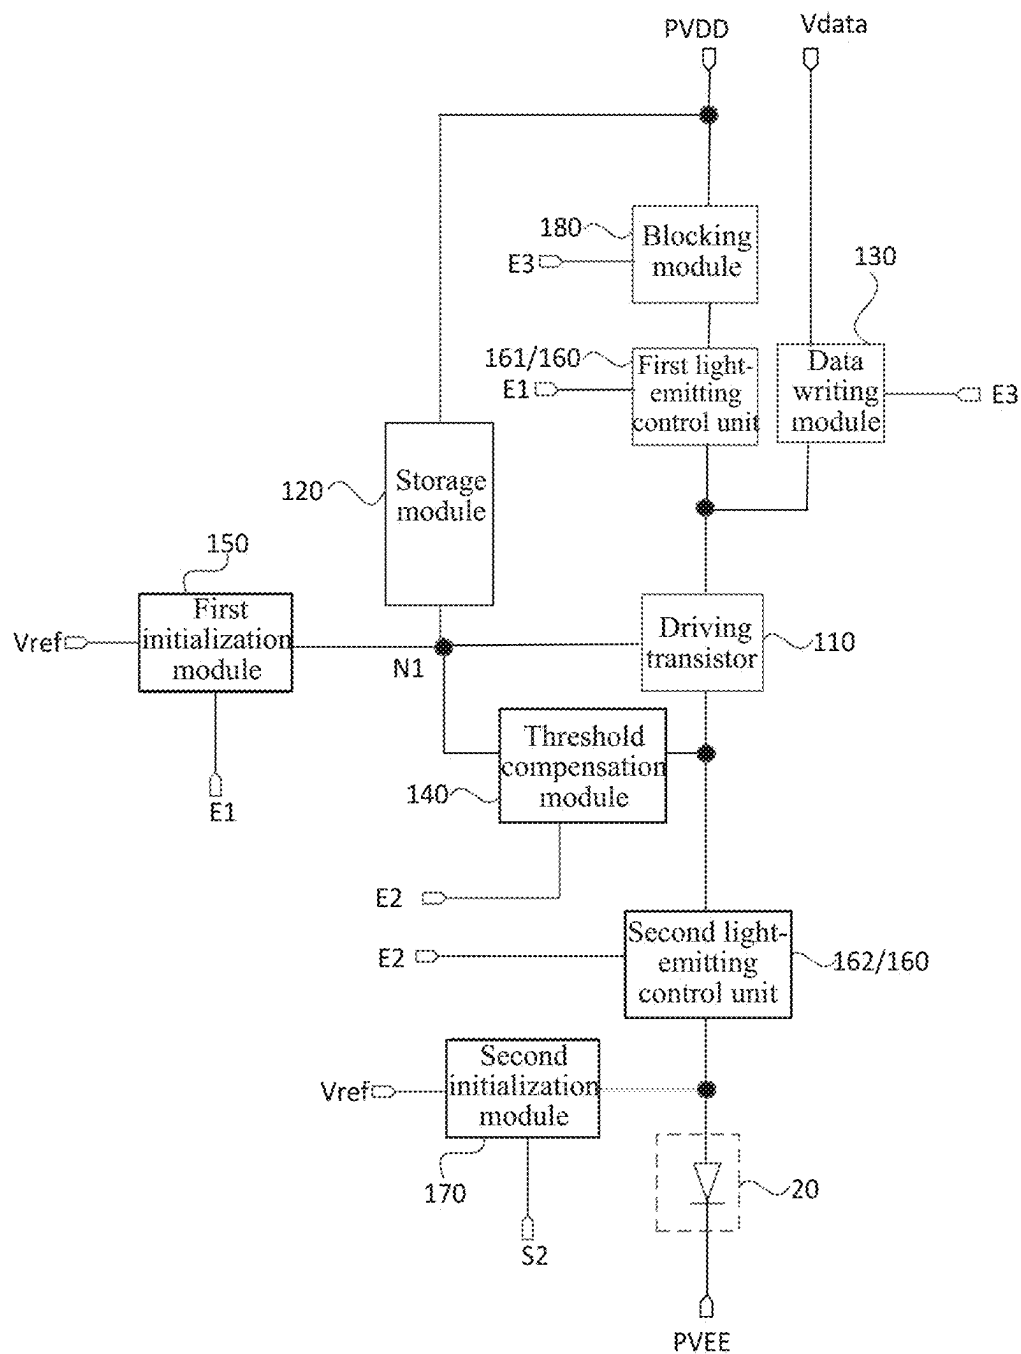 PVDD
Vdata
180
Blocking
module
E3
130
161/160
First light-
emitting
control unit
E1
Data
writing
module
E3
120
Storage
module
150
First
initialization
module
Vref
N1
Driving
transistor
110
Threshold
compensation
module
140
E1
E2
Second light-
emitting
control unit
E2
162/160
Second
initialization
module
Vref
170
20
S2
PVEE